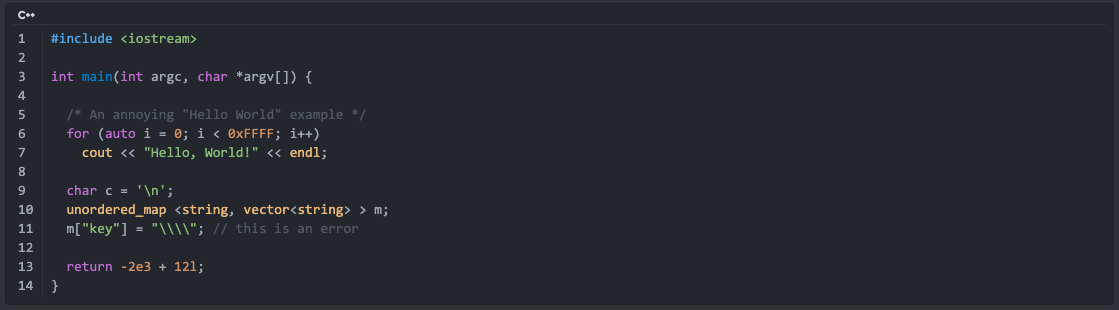 C++
1 #include <iostream>
2
3 int main(int argc, char *argv[]) {
4
5   /* An annoying "Hello World" example */
6   for (auto i = 0; i < 0xFFFF; i++)
7     cout << "Hello, World!" << endl;
8
9   char c = '\n';
10   unordered_map <string, vector<string> > m;
11   m["key"] = "\\\\"; // this is an error
12
13   return -2e3 + 12l;
14 }